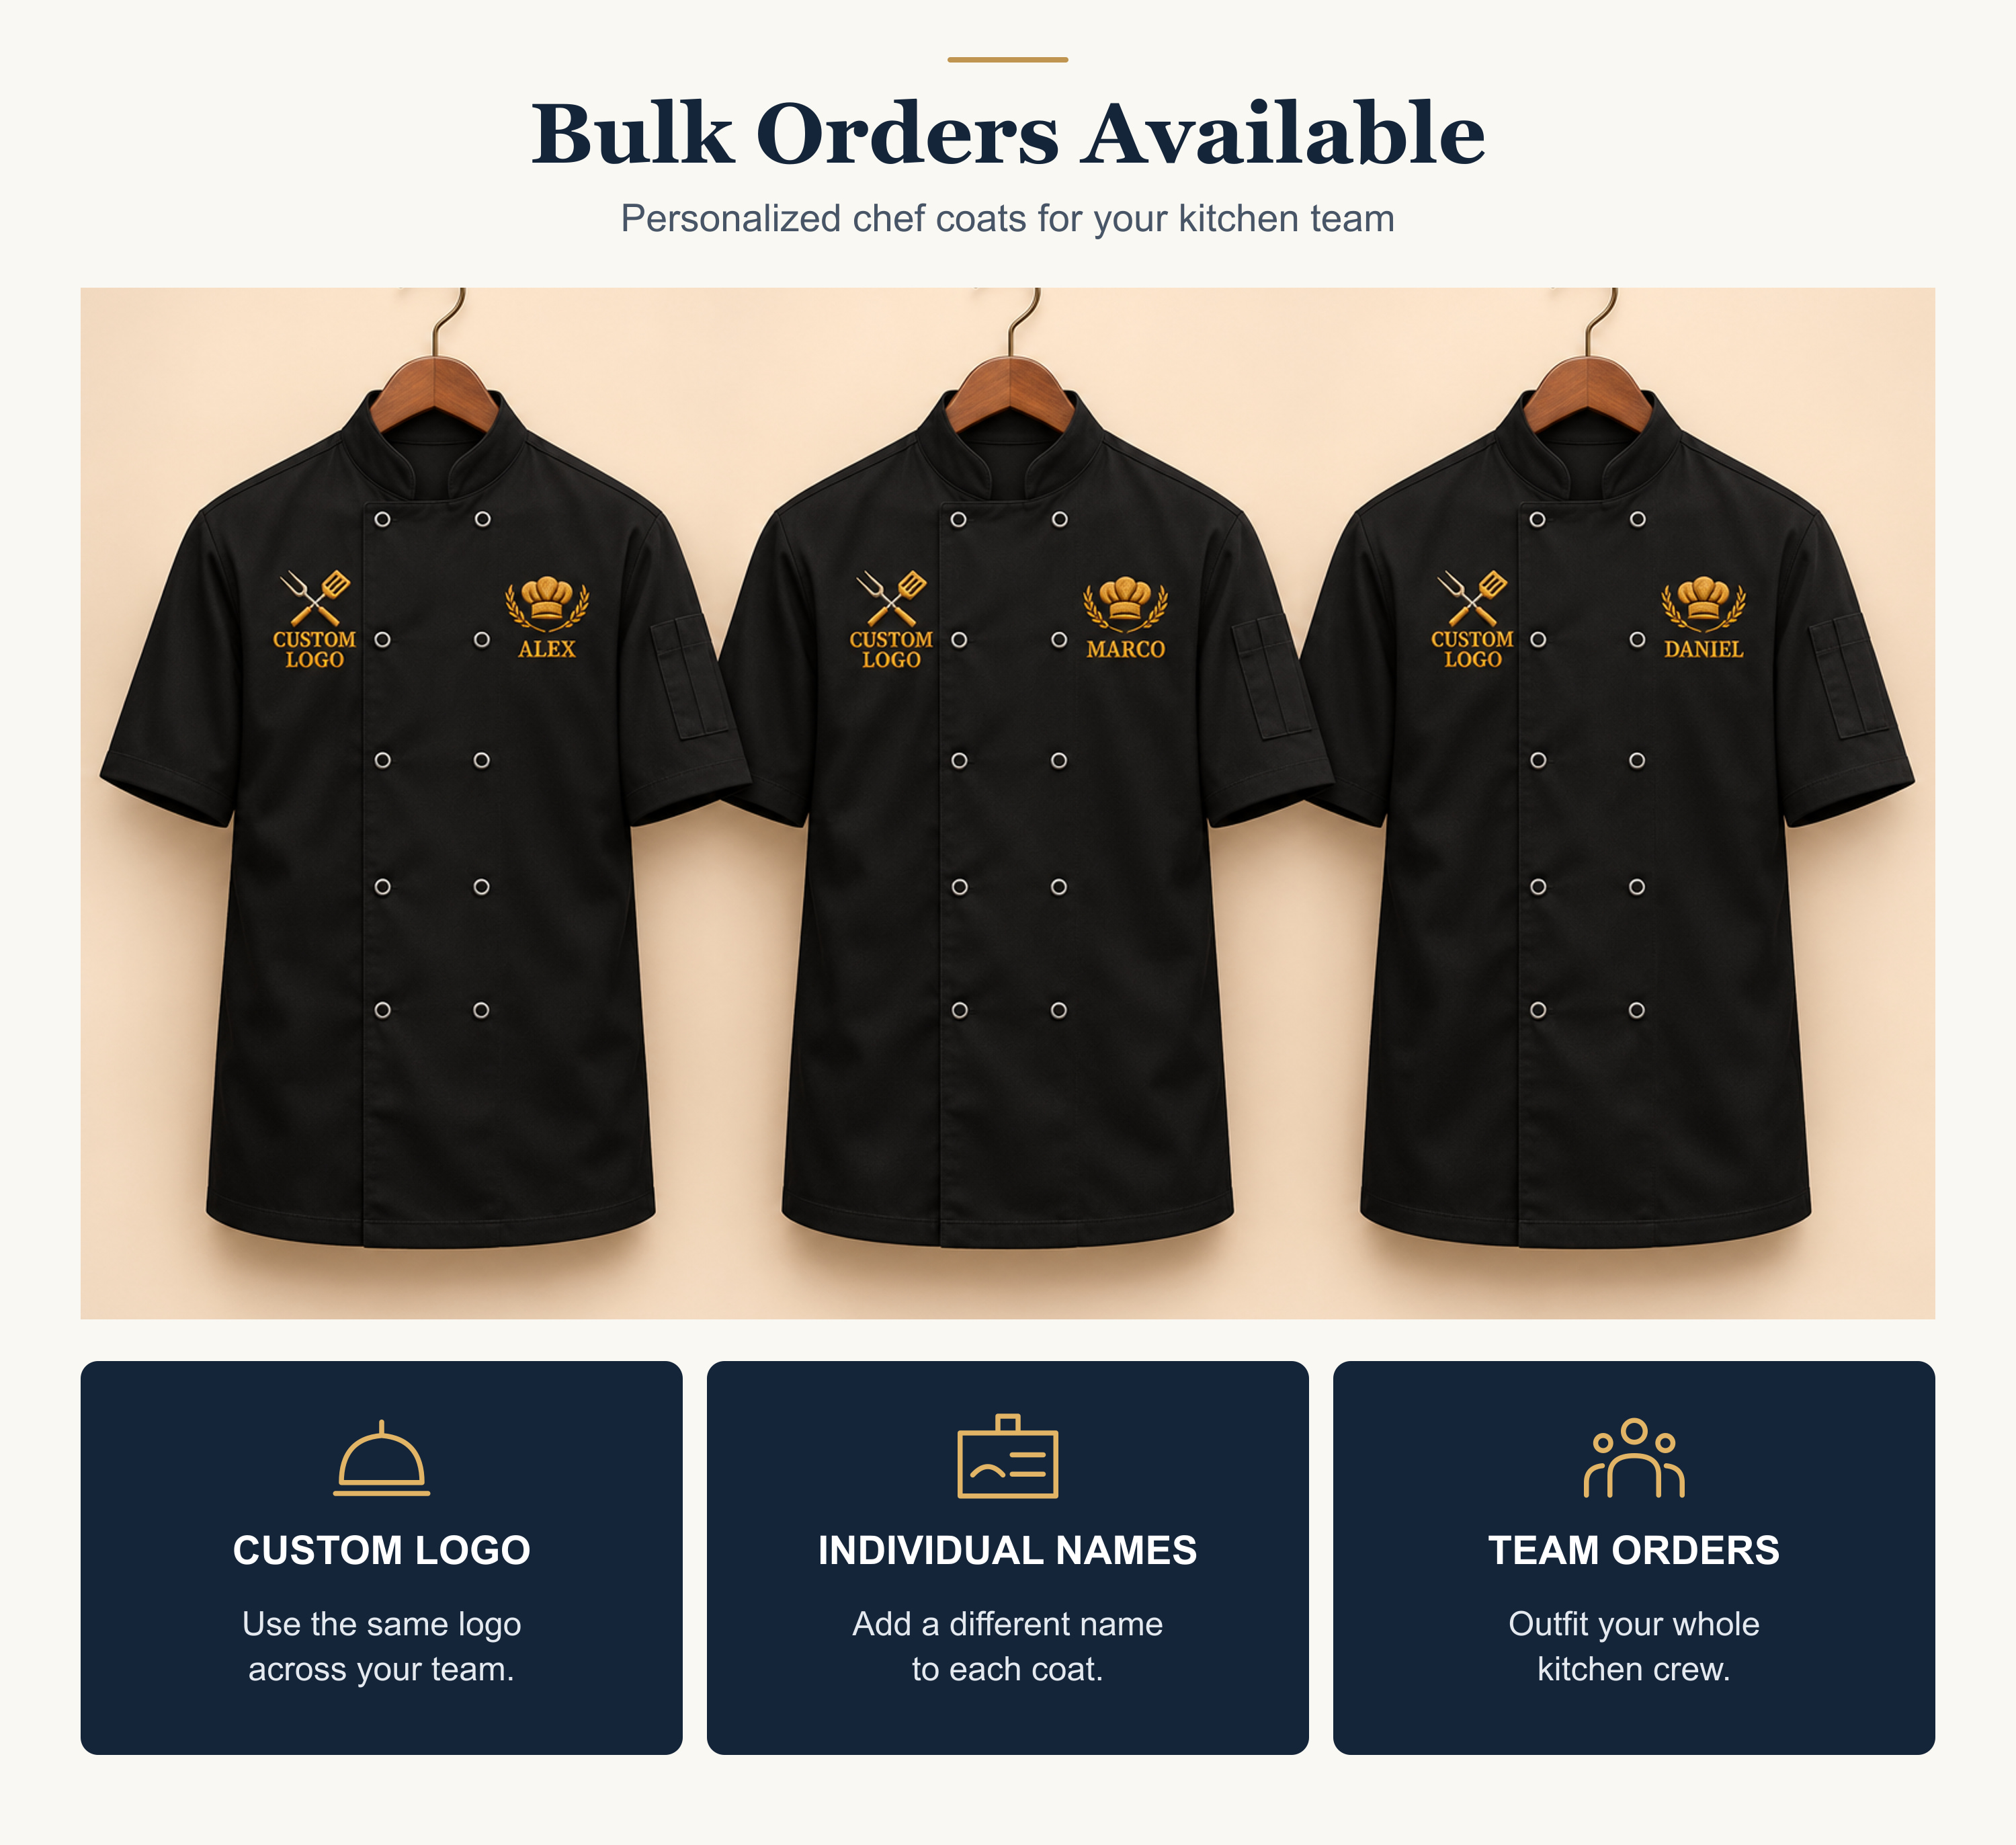 Bulk Orders Available
Personalized chef coats for your kitchen team
CUSTOM
LOGO
ALEX
CUSTOM
LOGO
MARCO
CUSTOM
LOGO
DANIEL
CUSTOM LOGO
Use the same logo
across your team.
INDIVIDUAL NAMES
Add a different name
to each coat.
TEAM ORDERS
Outfit your whole
kitchen crew.